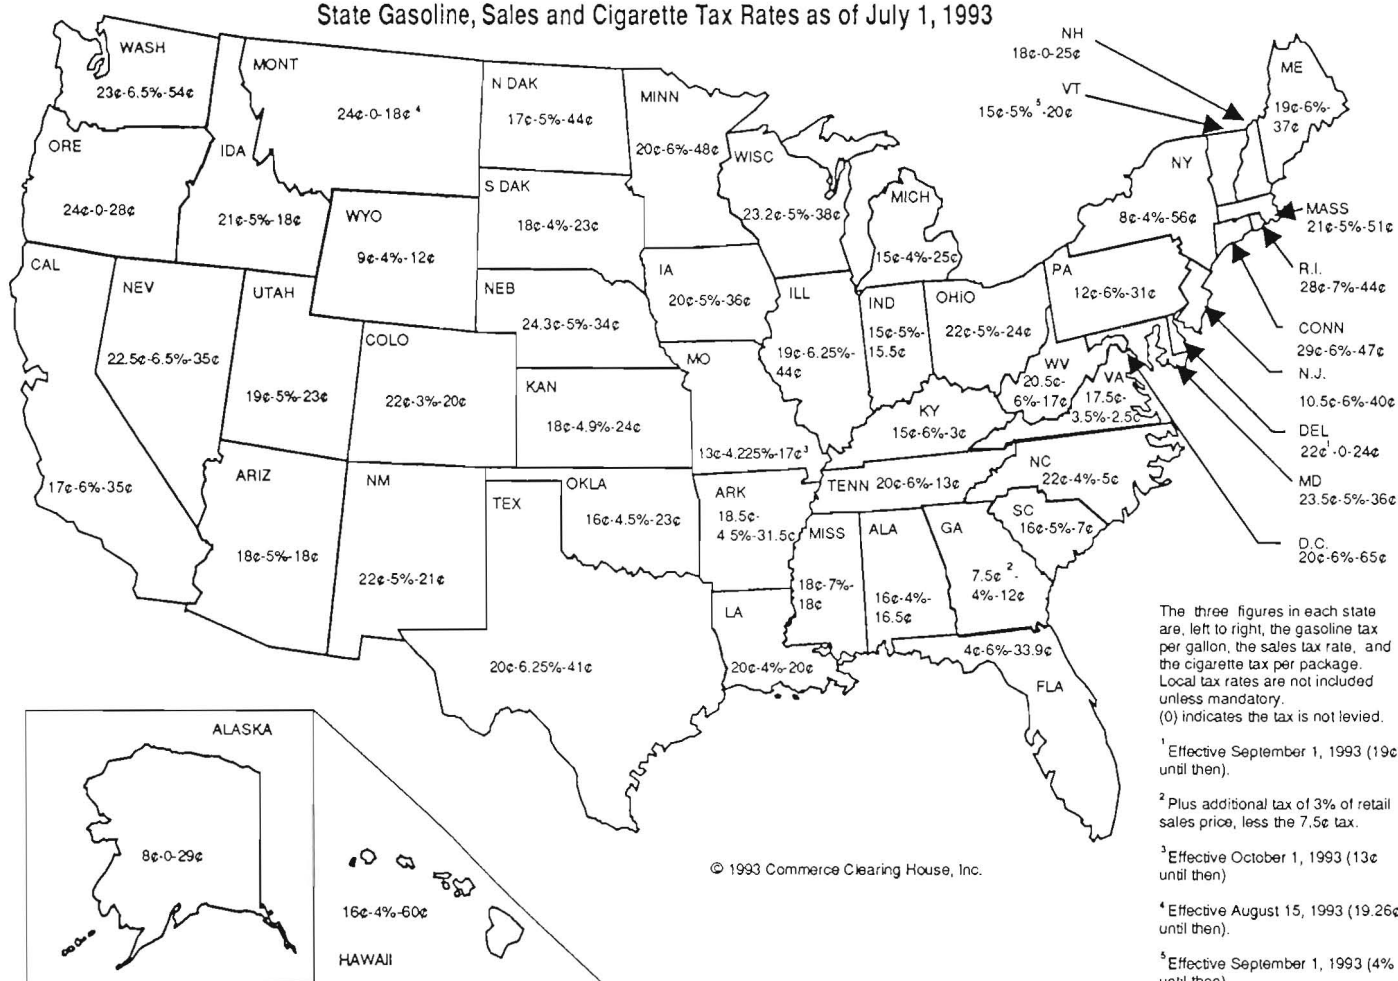 State Gasoline, Sales and Cigarette Tax Rates as of July 1, 1993
WASH
23¢-6.5%-54¢
ORE
24¢-0-28¢
CAL
17¢-6%-35¢
NEV
22.5¢-6.5%-35¢
IDA
21¢-5%-18¢
MONT
24¢-0-18¢ ⁴
WYO
9¢-4%-12¢
UTAH
19¢-5%-23¢
COLO
22¢-3%-20¢
ARIZ
18¢-5%-18¢
NM
22¢-5%-21¢
N DAK
17¢-5%-44¢
S DAK
18¢-4%-23¢
NEB
24.3¢-5%-34¢
KAN
18¢-4.9%-24¢
OKLA
16¢-4.5%-23¢
TEX
20¢-6.25%-41¢
MINN
20¢-6%-48¢
IA
20¢-5%-36¢
MO
13¢-4.225%-17¢³
ARK
18.5¢-
4 5%-31.5¢
LA
20¢-4%-20¢
WISC
23.2¢-5%-38¢
ILL
19¢-6.25%-
44¢
MICH
15¢-4%-25¢
IND
15¢-5%-
15.5¢
OHIO
22¢-5%-24¢
KY
15¢-6%-3¢
TENN 20¢-6%-13¢
MISS
18¢-7%-
18¢
ALA
16¢-4%-
16.5¢
GA
7.5¢ ²-
4%-12¢
4¢-6%-33.9¢
FLA
SC
16¢-5%-7¢
NC
22¢-4%-5¢
WV
20.5¢-
6%-17¢
VA
17.5¢-
3.5%-2.5¢
PA
12¢-6%-31¢
NY
8¢-4%-56¢
NH
18¢-0-25¢
VT
15¢-5%⁵-20¢
ME
19¢-6%-
37¢
MASS
21¢-5%-51¢
R.I.
28¢-7%-44¢
CONN
29¢-6%-47¢
N.J.
10.5¢-6%-40¢
DEL
22¢¹-0-24¢
MD
23.5¢-5%-36¢
D.C.
20¢-6%-65¢
ALASKA
8¢-0-29¢
16¢-4%-60¢
HAWAII
© 1993 Commerce Clearing House, Inc.
The three figures in each state
are, left to right, the gasoline tax
per gallon, the sales tax rate, and
the cigarette tax per package.
Local tax rates are not included
unless mandatory.
(0) indicates the tax is not levied.
¹ Effective September 1, 1993 (19¢
until then).
² Plus additional tax of 3% of retail
sales price, less the 7.5¢ tax.
³ Effective October 1, 1993 (13¢
until then)
⁴ Effective August 15, 1993 (19.26¢
until then).
⁵ Effective September 1, 1993 (4%
until then)